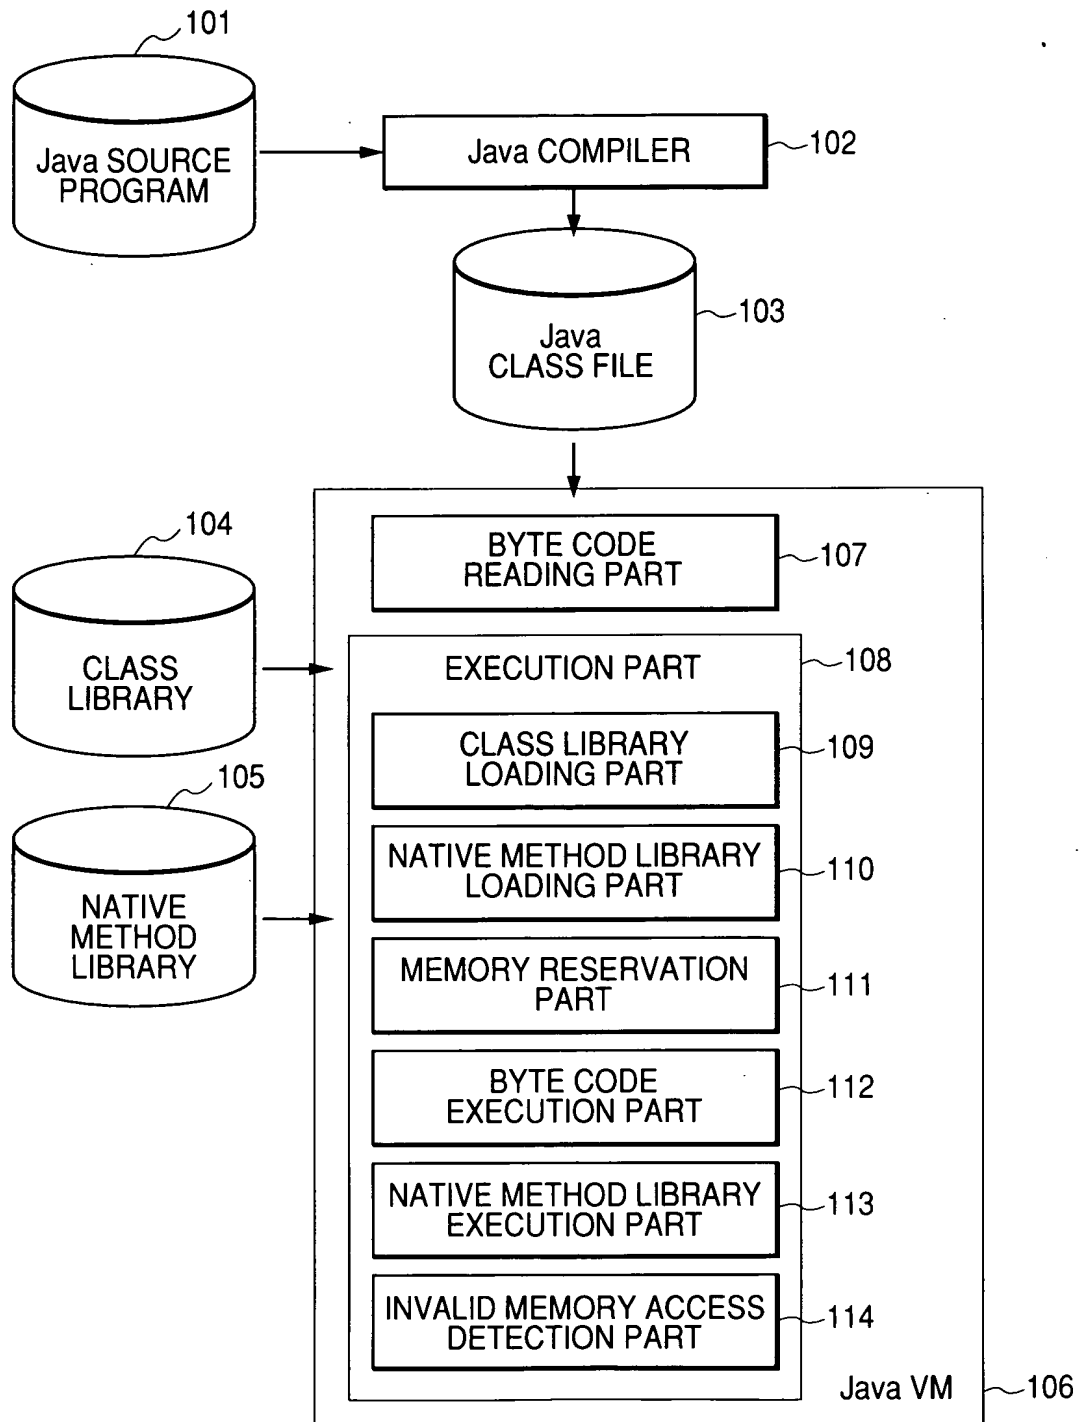 101
Java SOURCE
PROGRAM
Java COMPILER
102
Java
CLASS FILE
103
104
CLASS
LIBRARY
105
NATIVE
METHOD
LIBRARY
BYTE CODE
READING PART
107
EXECUTION PART
108
CLASS LIBRARY
LOADING PART
109
NATIVE METHOD LIBRARY
LOADING PART
110
MEMORY RESERVATION
PART
111
BYTE CODE
EXECUTION PART
112
NATIVE METHOD LIBRARY
EXECUTION PART
113
INVALID MEMORY ACCESS
DETECTION PART
114
Java VM
106